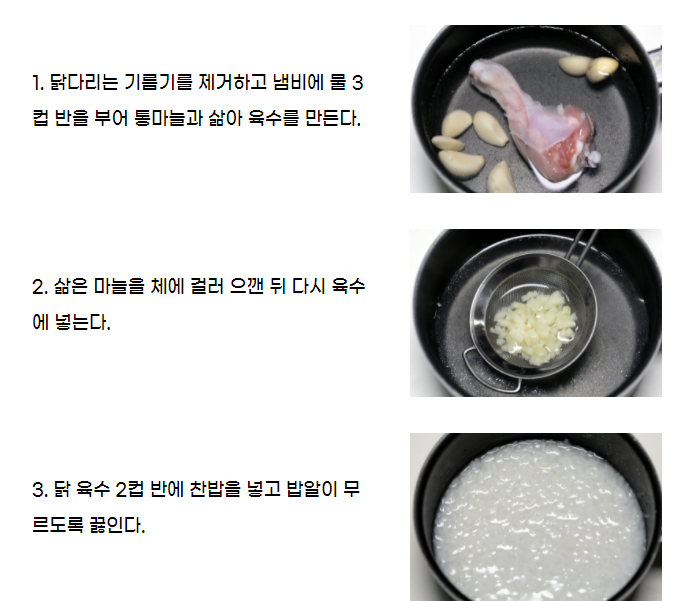 1. 닭다리는 기름기를 제거하고 냄비에 물 3
컵 반을 부어 통마늘과 삶아 육수를 만든다.
2. 삶은 마늘을 체에 걸러 으깬 뒤 다시 육수
에 넣는다.
3. 닭 육수 2컵 반에 찬밥을 넣고 밥알이 무
르도록 끓인다.